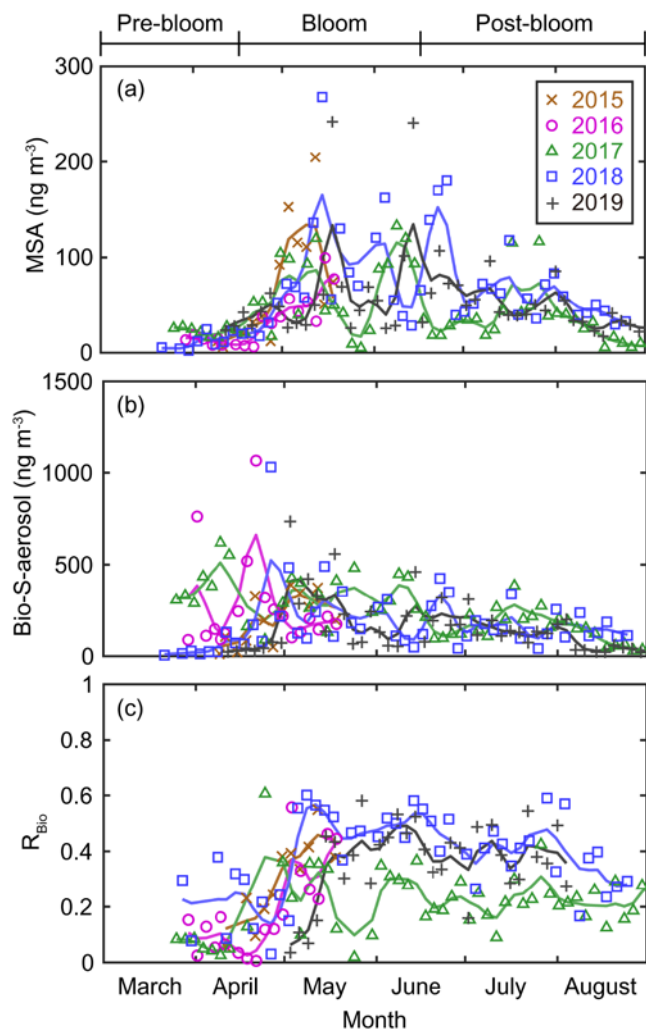 Pre-bloom Bloom Post-bloom
300
(a)
2015
2016
200
2017
2018
2019
MSA (ng m⁻³)
100
0
1500
(b)
1000
Bio-S-aerosol (ng m⁻³)
500
0
1
(c)
0.8
0.6
R_Bio
0.4
0.2
0
March April May June July August
Month